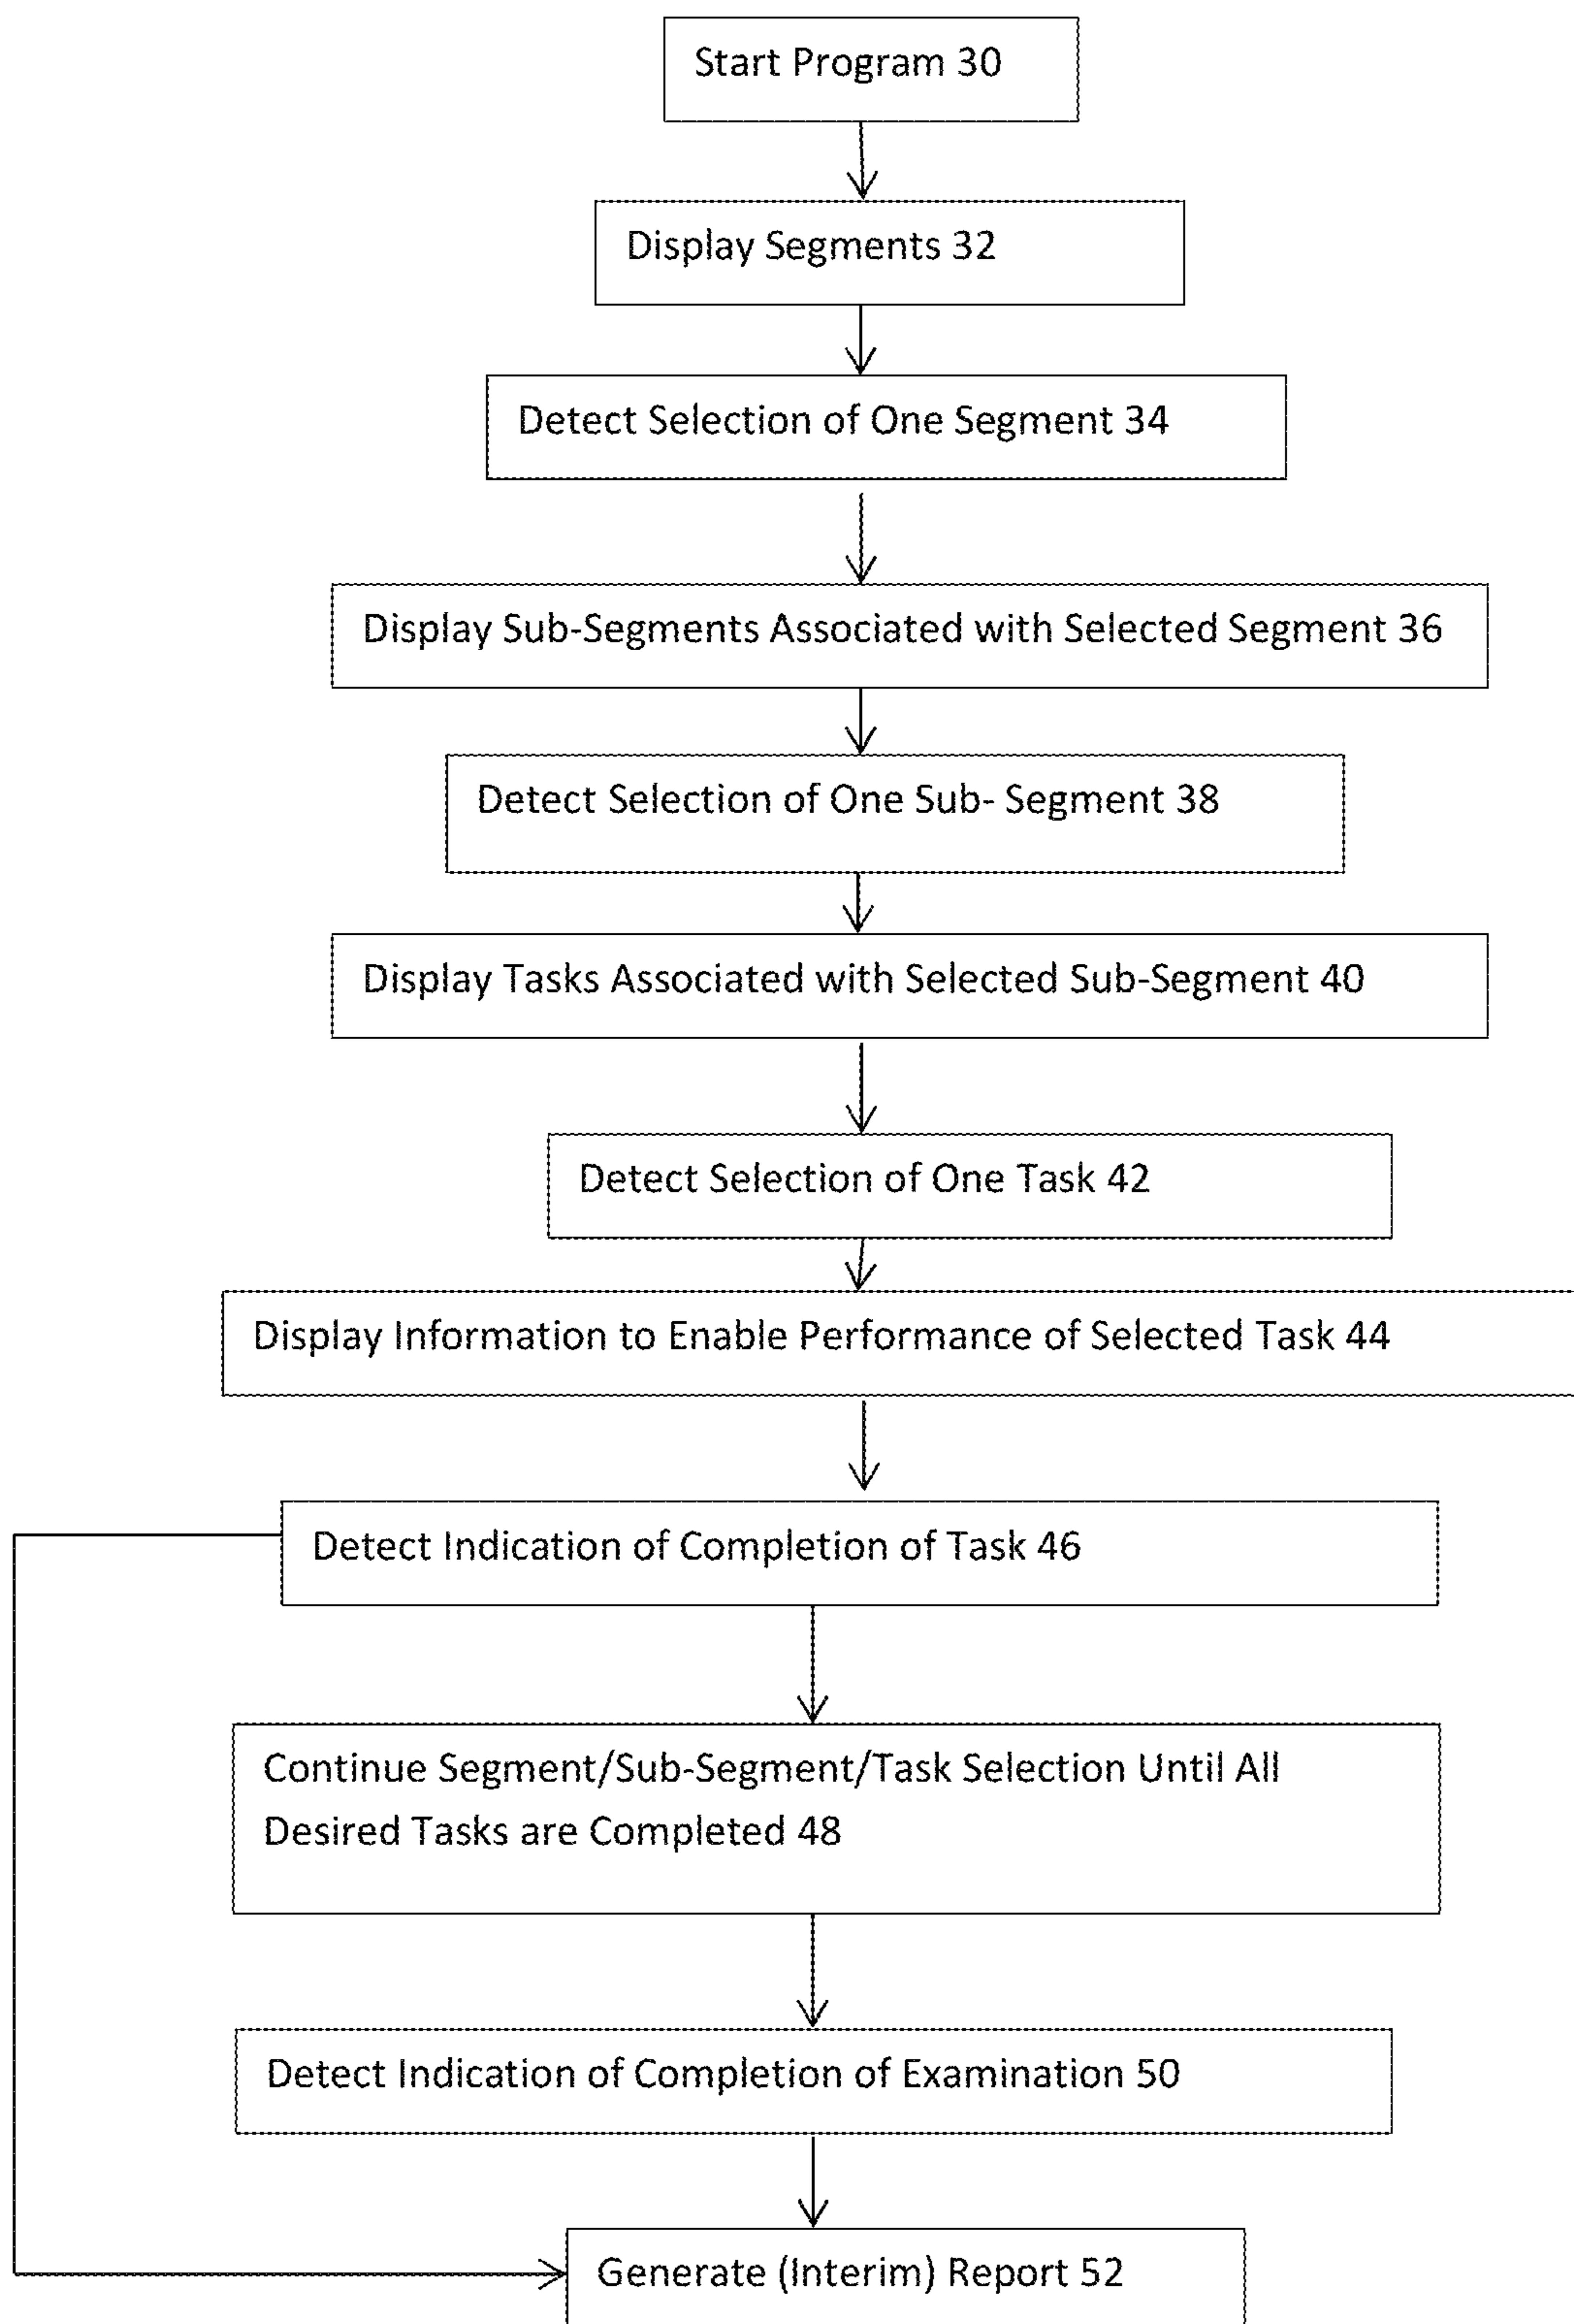 Start Program 30
Display Segments 32
Detect Selection of One Segment 34
Display Sub-Segments Associated with Selected Segment 36
Detect Selection of One Sub- Segment 38
Display Tasks Associated with Selected Sub-Segment 40
Detect Selection of One Task 42
Display Information to Enable Performance of Selected Task 44
Detect Indication of Completion of Task 46
Continue Segment/Sub-Segment/Task Selection Until All
Desired Tasks are Completed 48
Detect Indication of Completion of Examination 50
Generate (Interim) Report 52